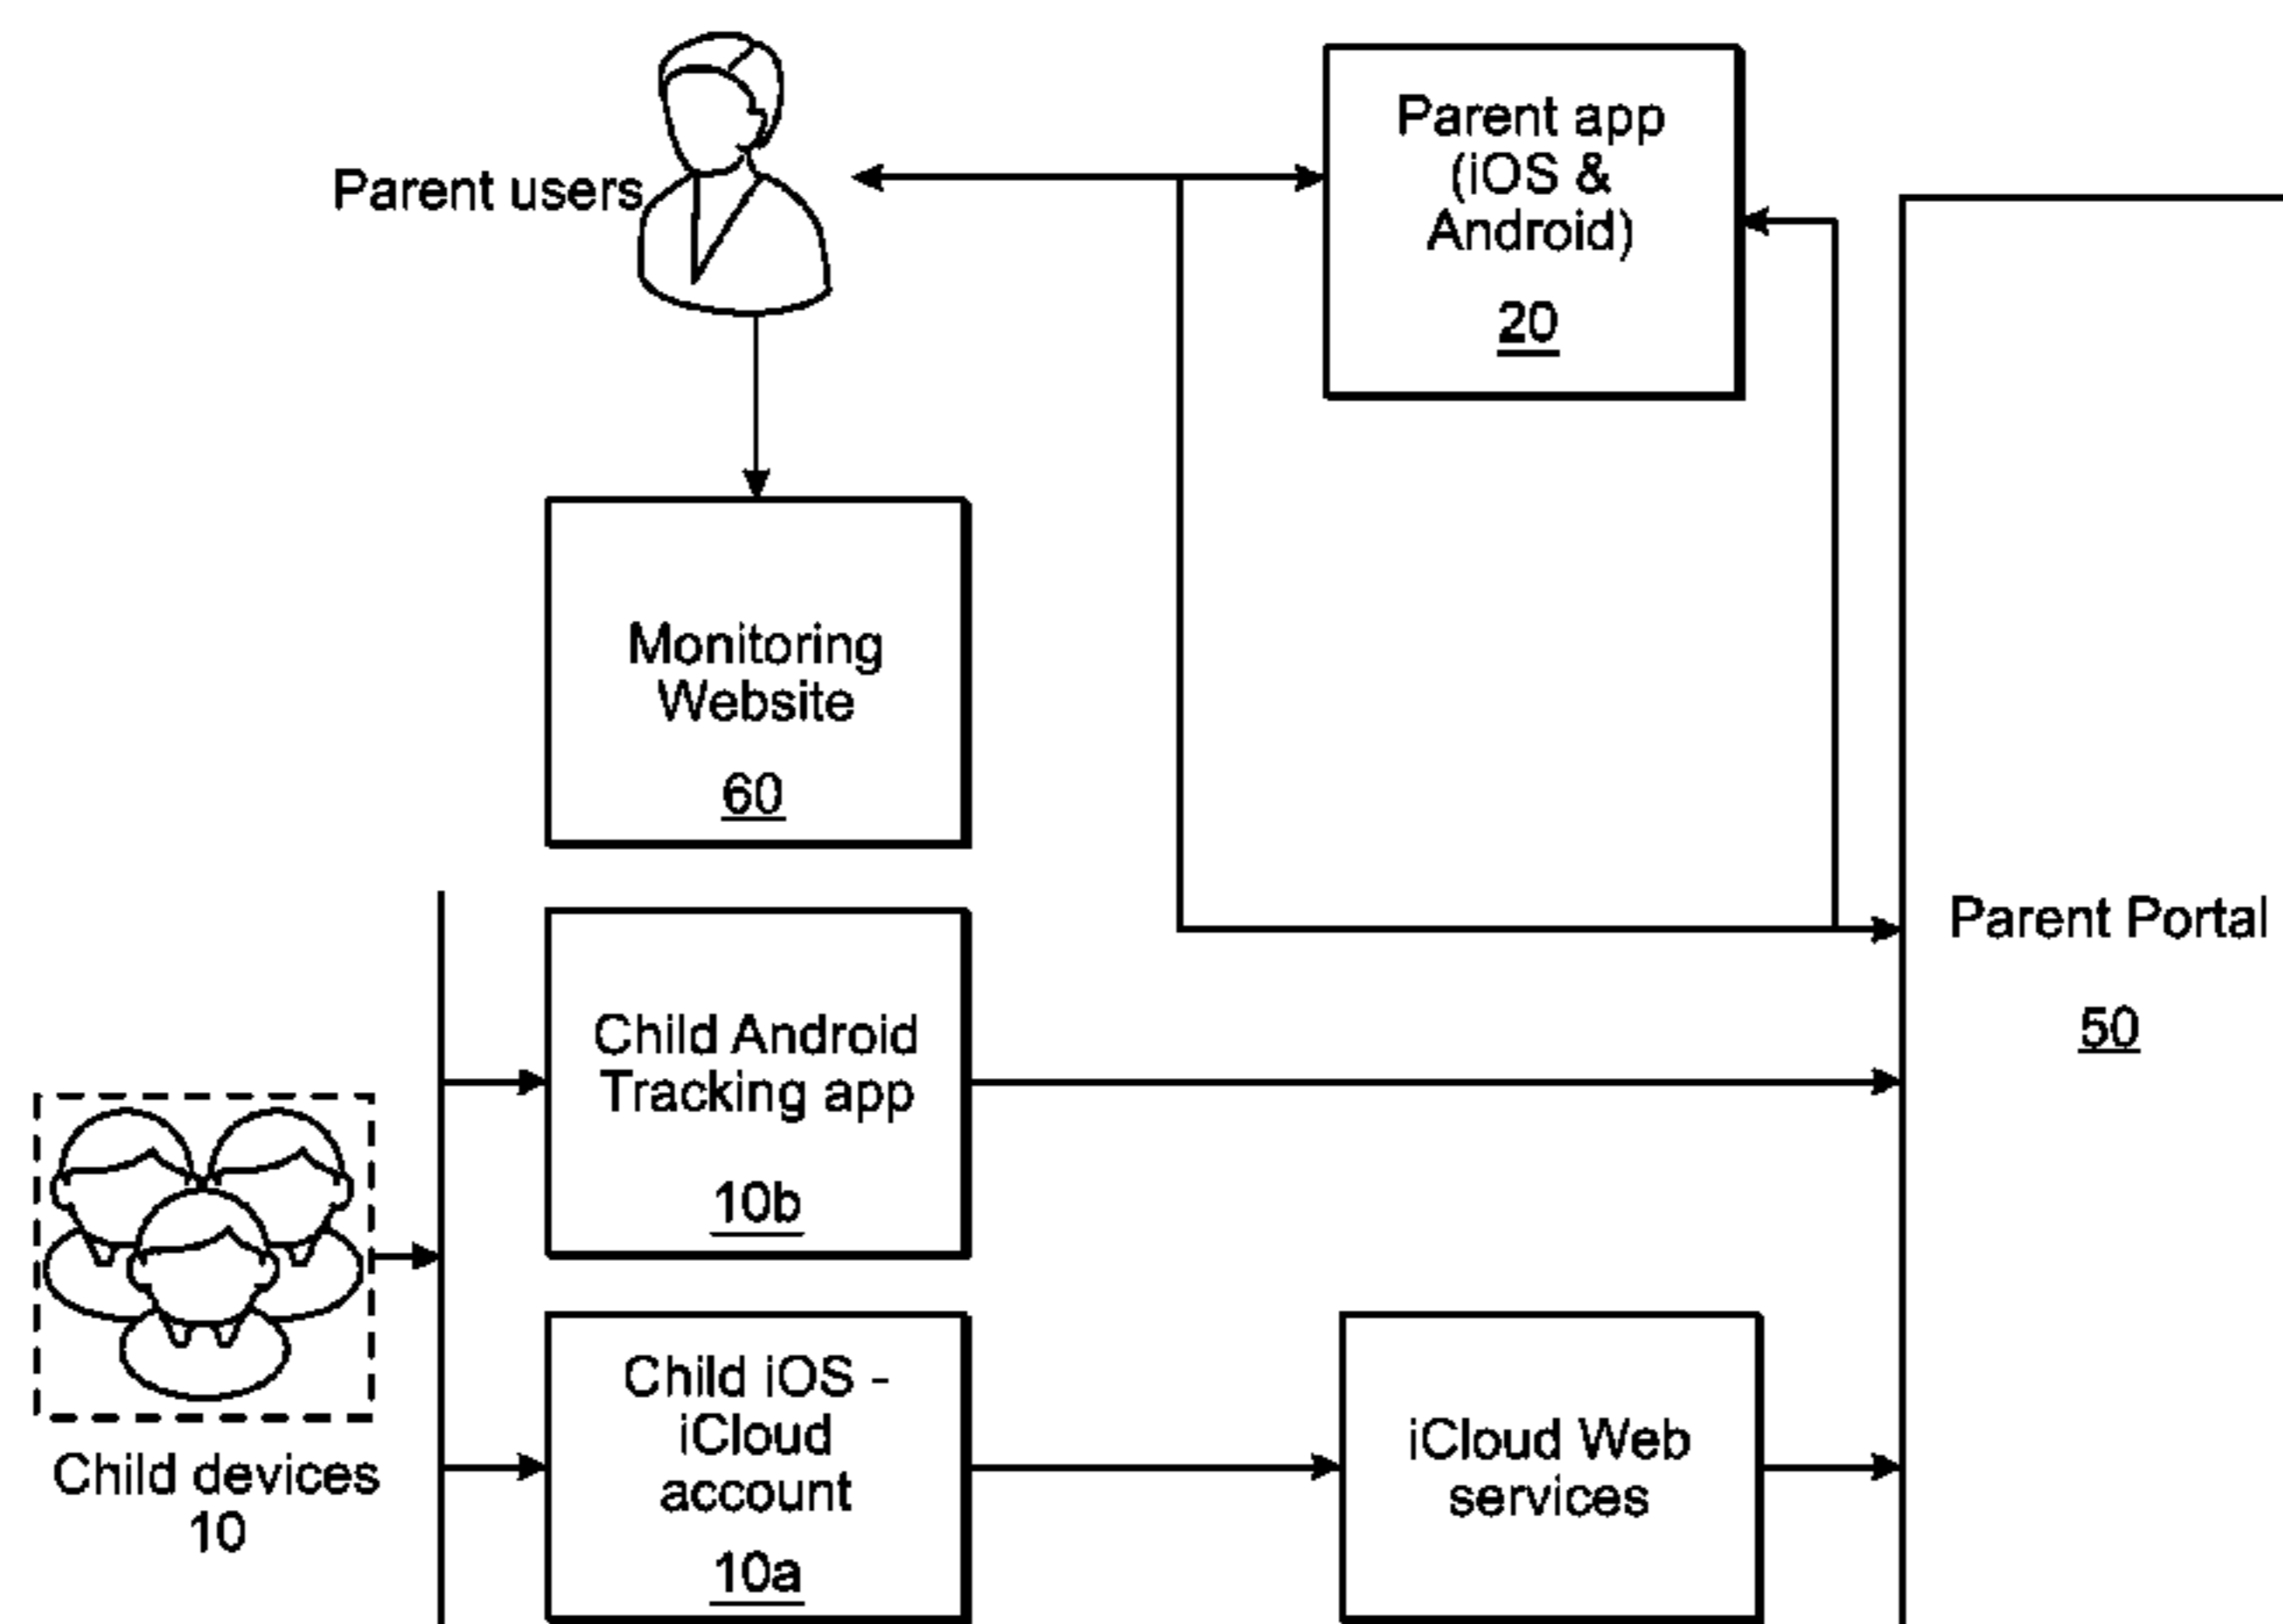 Parent users
Parent app
(iOS &
Android)
20
Monitoring
Website
60
Parent Portal
50
Child Android
Tracking app
10b
Child devices
10
Child iOS -
iCloud
account
10a
iCloud Web
services